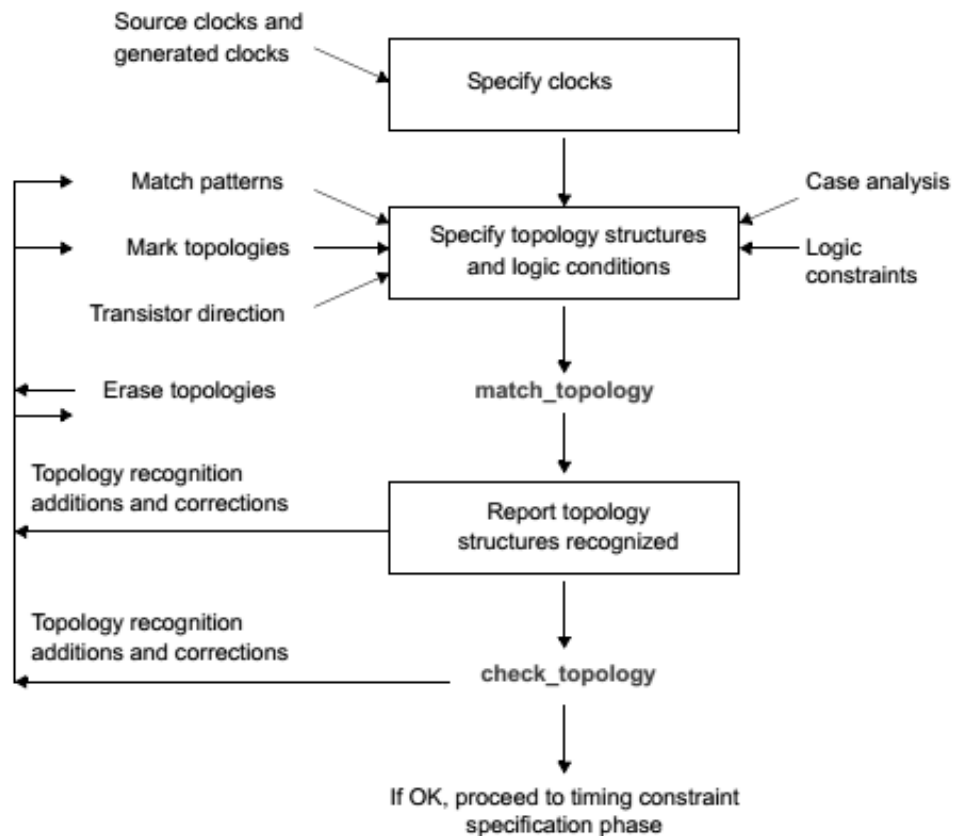 Source clocks and
generated clocks
Specify clocks
Match patterns
Case analysis
Mark topologies
Specify topology structures
and logic conditions
Logic
constraints
Transistor direction
Erase topologies
match_topology
Topology recognition
additions and corrections
Report topology
structures recognized
Topology recognition
additions and corrections
check_topology
If OK, proceed to timing constraint
specification phase